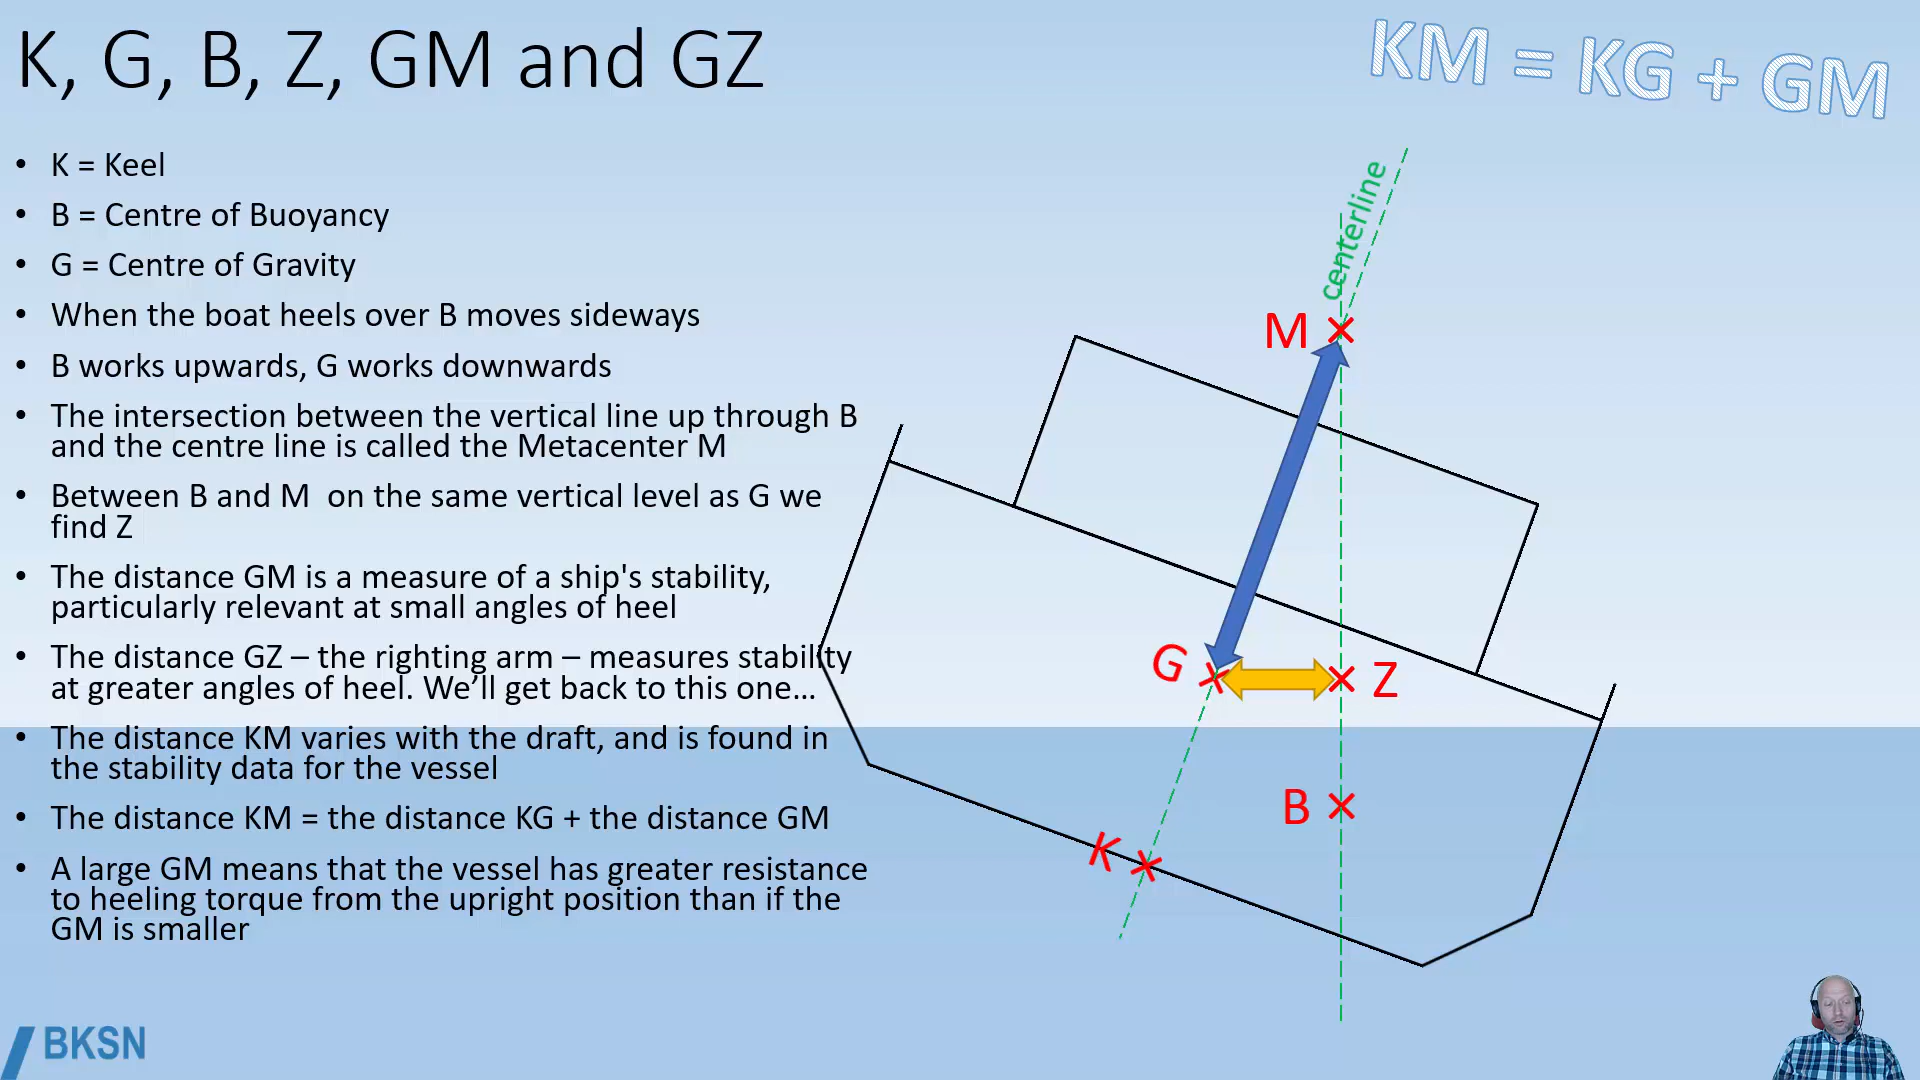 K, G, B, Z, GM and GZ
KM = KG + GM
• K = Keel
• B = Centre of Buoyancy
• G = Centre of Gravity
• When the boat heels over B moves sideways
• B works upwards, G works downwards
• The intersection between the vertical line up through B
and the centre line is called the Metacenter M
• Between B and M on the same vertical level as G we
find Z
• The distance GM is a measure of a ship's stability,
particularly relevant at small angles of heel
• The distance GZ – the righting arm – measures stability
at greater angles of heel. We’ll get back to this one…
• The distance KM varies with the draft, and is found in
the stability data for the vessel
• The distance KM = the distance KG + the distance GM
• A large GM means that the vessel has greater resistance
to heeling torque from the upright position than if the
GM is smaller
centerline
M
G
Z
B
K
BKSN